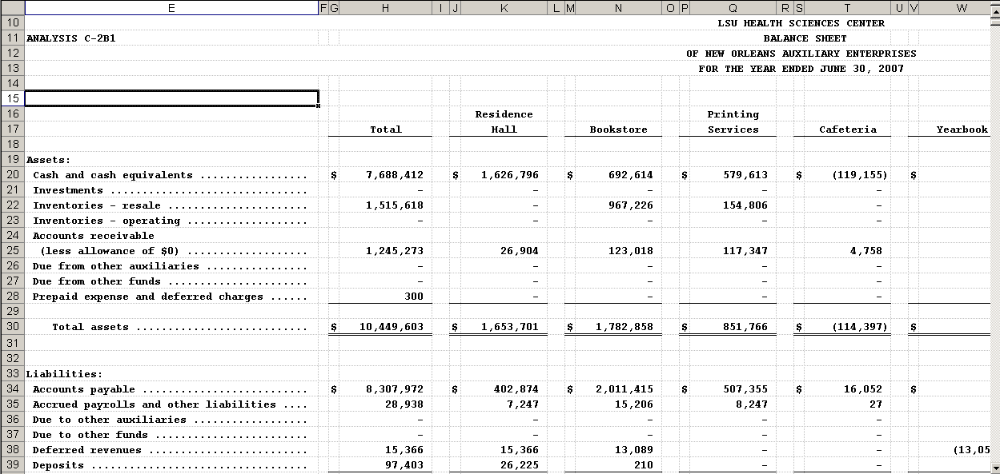 E F G H I J K L M N O P Q R S T U V W
10 LSU HEALTH SCIENCES CENTER
11 ANALYSIS C-2B1 BALANCE SHEET
12 OF NEW ORLEANS AUXILIARY ENTERPRISES
13 FOR THE YEAR ENDED JUNE 30, 2007
14
15
16 Residence Printing
17 Total Hall Bookstore Services Cafeteria Yearbook
18
19 Assets:
20 Cash and cash equivalents ................. $ 7,688,412 $ 1,626,796 $ 692,614 $ 579,613 $ (119,155) $
21 Investments ............................... – – – – –
22 Inventories – resale ...................... 1,515,618 – 967,226 154,806 –
23 Inventories – operating ................... – – – – –
24 Accounts receivable
25 (less allowance of $0) ................... 1,245,273 26,904 123,018 117,347 4,758
26 Due from other auxiliaries ................ – – – – –
27 Due from other funds ...................... – – – – –
28 Prepaid expense and deferred charges ...... 300 – – – –
29
30 Total assets ........................... $ 10,449,603 $ 1,653,701 $ 1,782,858 $ 851,766 $ (114,397) $
31
32
33 Liabilities:
34 Accounts payable .......................... $ 8,307,972 $ 402,874 $ 2,011,415 $ 507,355 $ 16,052 $
35 Accrued payrolls and other liabilities .... 28,938 7,247 15,206 8,247 27
36 Due to other auxiliaries .................. – – – – –
37 Due to other funds ........................ – – – – –
38 Deferred revenues ......................... 15,366 15,366 13,089 – – (13,05
39 Deposits .................................. 97,403 26,225 210 – –